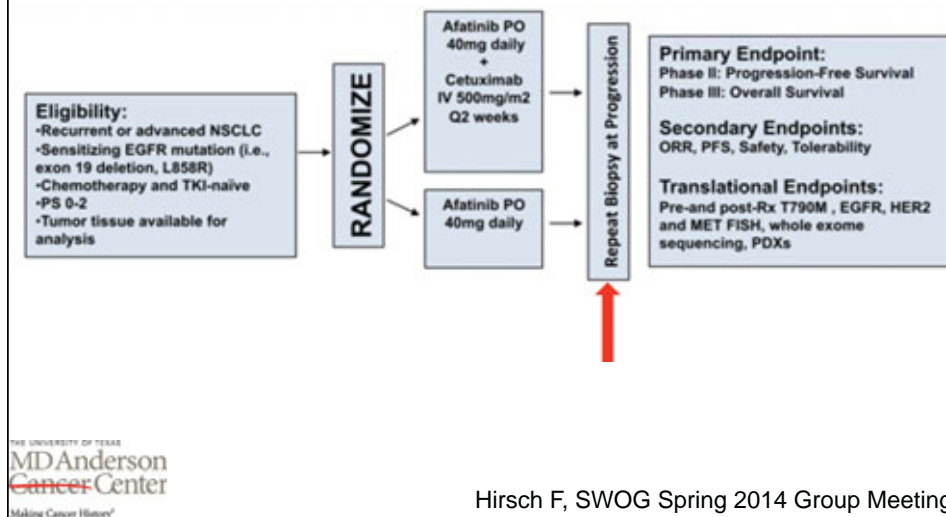 Eligibility:
•Recurrent or advanced NSCLC
•Sensitizing EGFR mutation (i.e.,
exon 19 deletion, L858R)
•Chemotherapy and TKI-naïve
•PS 0-2
•Tumor tissue available for
analysis
RANDOMIZE
Afatinib PO
40mg daily
+
Cetuximab
IV 500mg/m2
Q2 weeks
Afatinib PO
40mg daily
Repeat Biopsy at Progression
Primary Endpoint:
Phase II: Progression-Free Survival
Phase III: Overall Survival
Secondary Endpoints:
ORR, PFS, Safety, Tolerability
Translational Endpoints:
Pre-and post-Rx T790M , EGFR, HER2
and MET FISH, whole exome
sequencing, PDXs
THE UNIVERSITY OF TEXAS
MD Anderson
Cancer Center
Making Cancer History®
Hirsch F, SWOG Spring 2014 Group Meeting